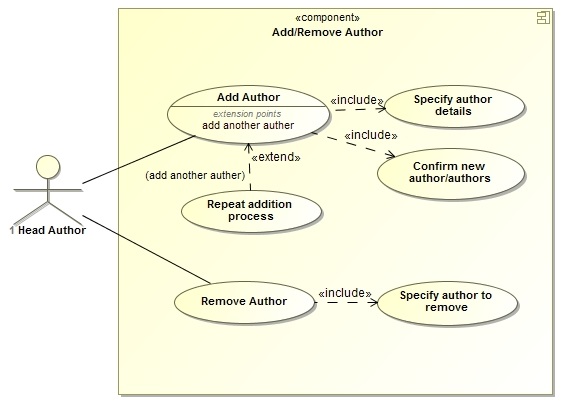 «component»
Add/Remove Author
Add Author
extension points
add another auther
«include»
Specify author
details
«include»
Confirm new
author/authors
«extend»
(add another auther)
Repeat addition
process
1 Head Author
Remove Author
«include»
Specify author to
remove